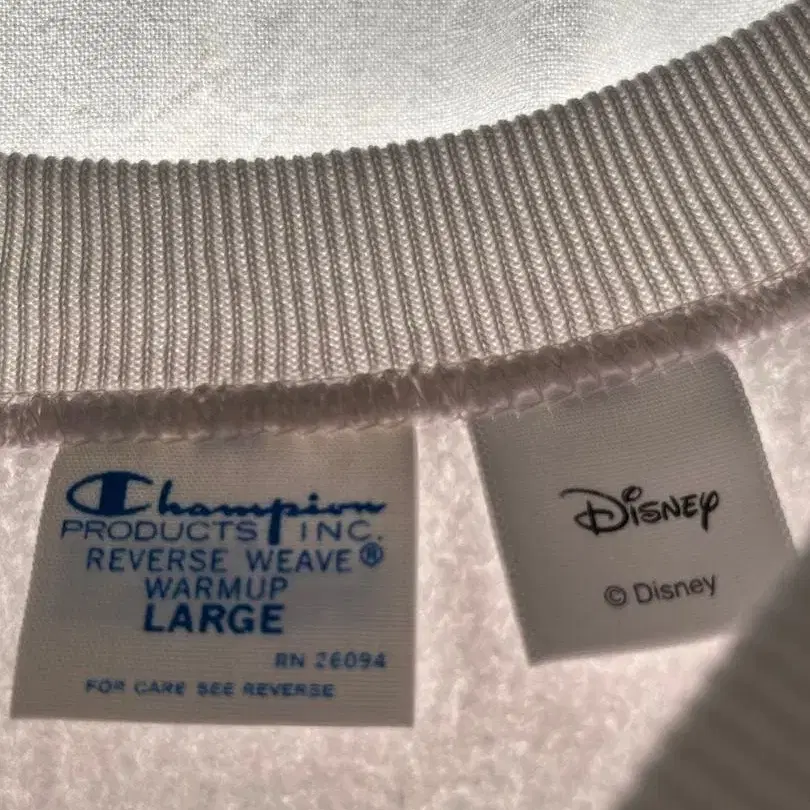 Champion
PRODUCTS INC.
REVERSE WEAVE®
WARMUP
LARGE
RN 26094
FOR CARE SEE REVERSE
Disney
© Disney